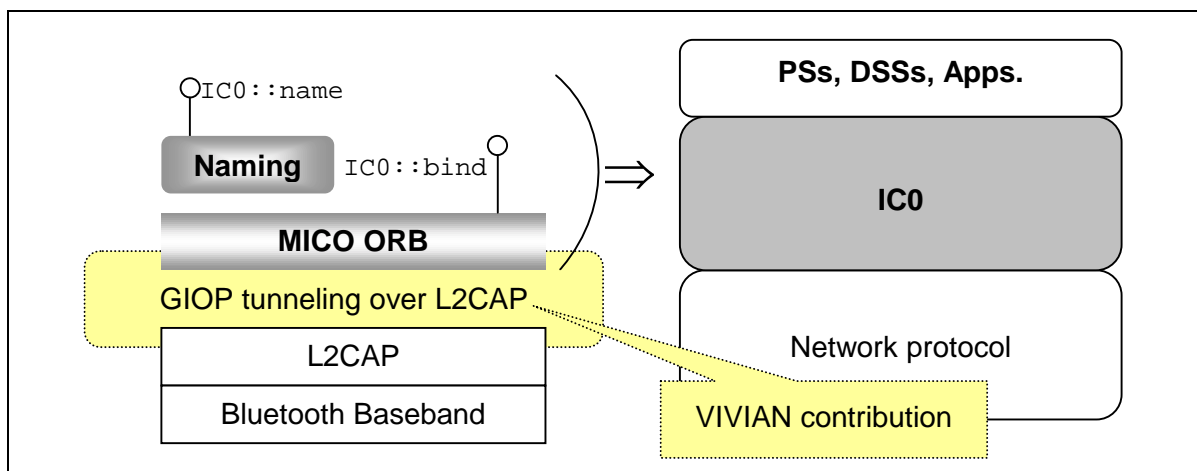 IC0::name
Naming
IC0::bind
MICO ORB
GIOP tunneling over L2CAP
L2CAP
Bluetooth Baseband
PSs, DSSs, Apps.
IC0
Network protocol
VIVIAN contribution